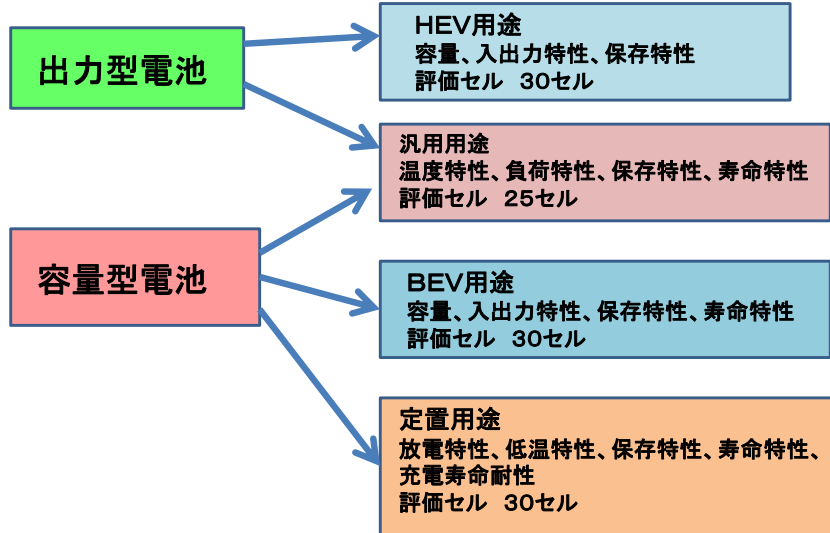 出力型電池
HEV用途
容量、入出力特性、保存特性
評価セル 30セル
汎用用途
温度特性、負荷特性、保存特性、寿命特性
評価セル 25セル
容量型電池
BEV用途
容量、入出力特性、保存特性、寿命特性
評価セル 30セル
定置用途
放電特性、低温特性、保存特性、寿命特性、
充電寿命耐性
評価セル 30セル